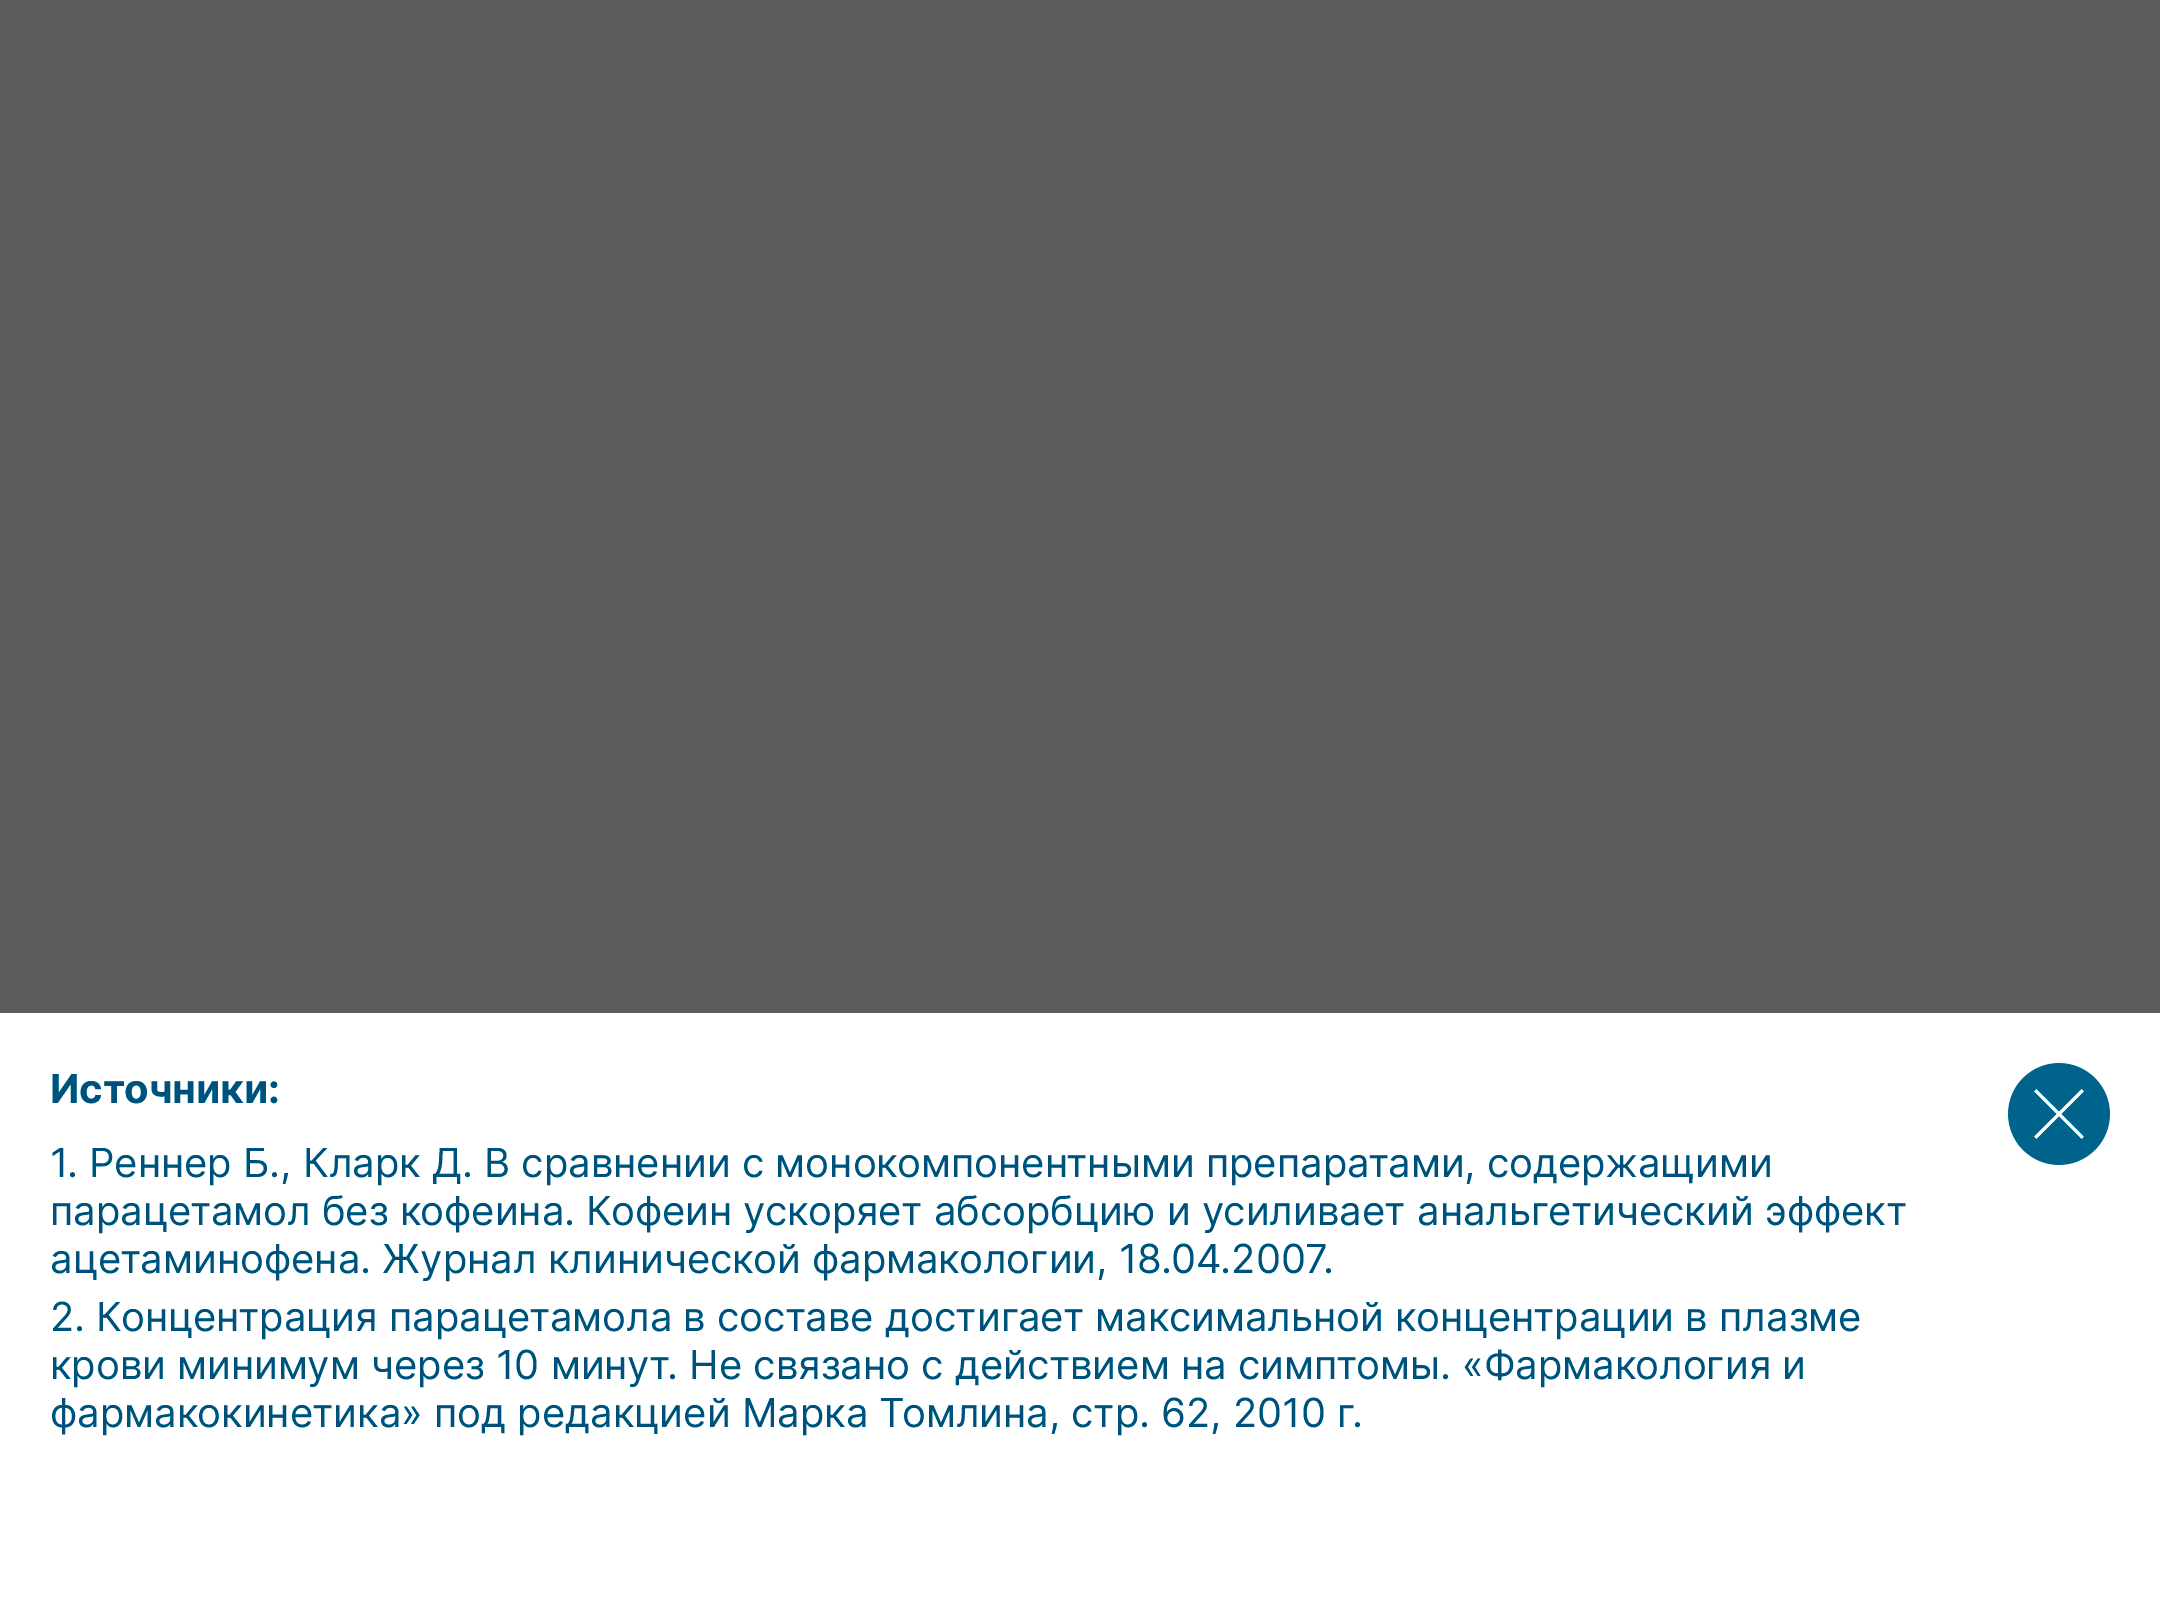 Источники:
1. Реннер Б., Кларк Д. В сравнении с монокомпонентными препаратами, содержащими
парацетамол без кофеина. Кофеин ускоряет абсорбцию и усиливает анальгетический эффект
ацетаминофена. Журнал клинической фармакологии, 18.04.2007.
2. Концентрация парацетамола в составе достигает максимальной концентрации в плазме
крови минимум через 10 минут. Не связано с действием на симптомы. «Фармакология и
фармакокинетика» под редакцией Марка Томлина, стр. 62, 2010 г.